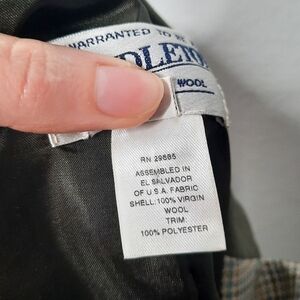 WARRANTED TO BE
DLETO
WOOL
RN 29685
ASSEMBLED IN
EL SALVADOR
OF U.S.A. FABRIC
SHELL: 100% VIRGIN
WOOL
TRIM:
100% POLYESTER